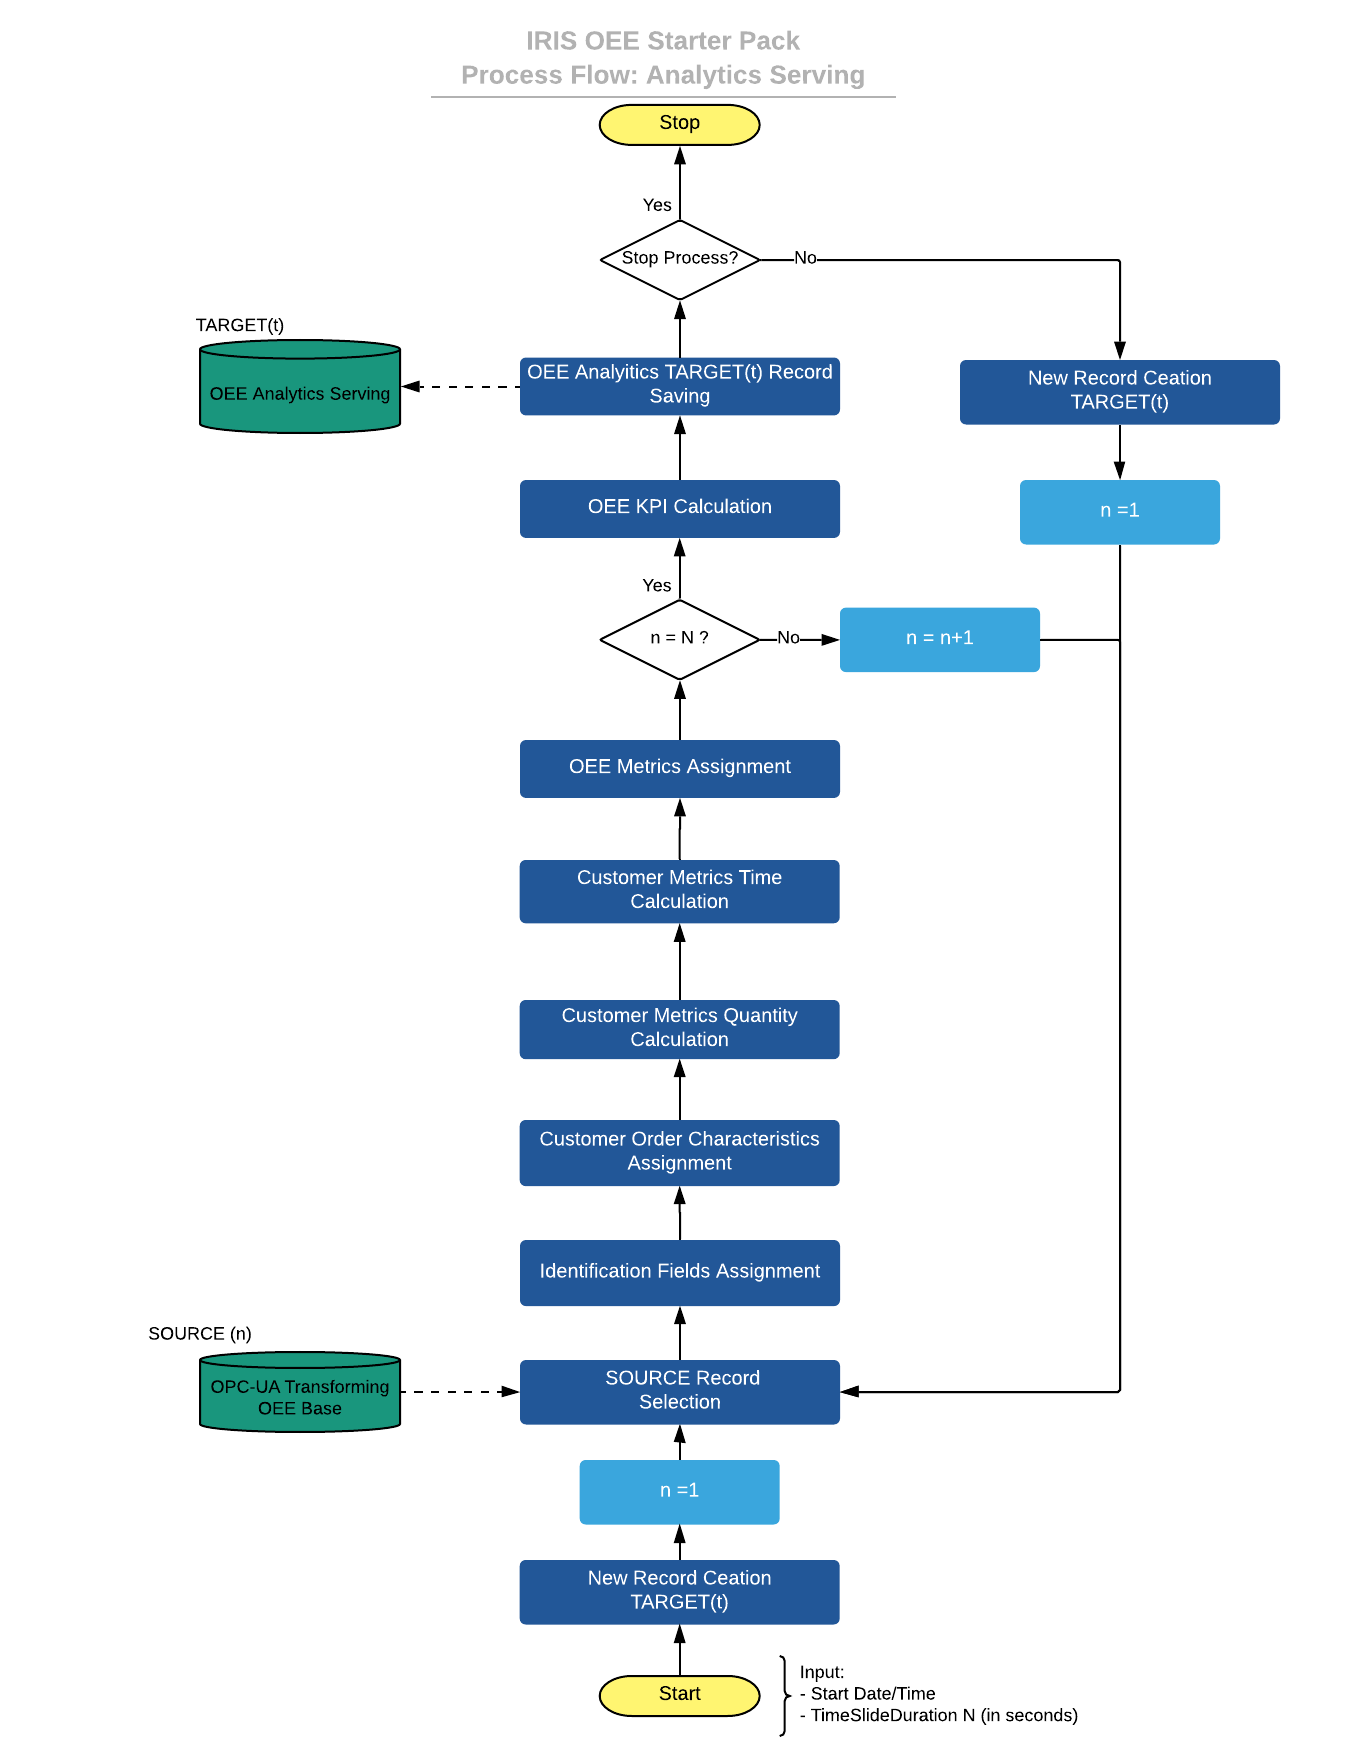 IRIS OEE Starter Pack
Process Flow: Analytics Serving
Stop
Yes
Stop Process?
No
TARGET(t)
OEE Analytics Serving
OEE Analyitics TARGET(t) Record
Saving
New Record Ceation
TARGET(t)
OEE KPI Calculation
n =1
Yes
n = N ?
No
n = n+1
OEE Metrics Assignment
Customer Metrics Time
Calculation
Customer Metrics Quantity
Calculation
Customer Order Characteristics
Assignment
Identification Fields Assignment
SOURCE (n)
OPC-UA Transforming
OEE Base
SOURCE Record
Selection
n =1
New Record Ceation
TARGET(t)
Start
Input:
- Start Date/Time
- TimeSlideDuration N (in seconds)